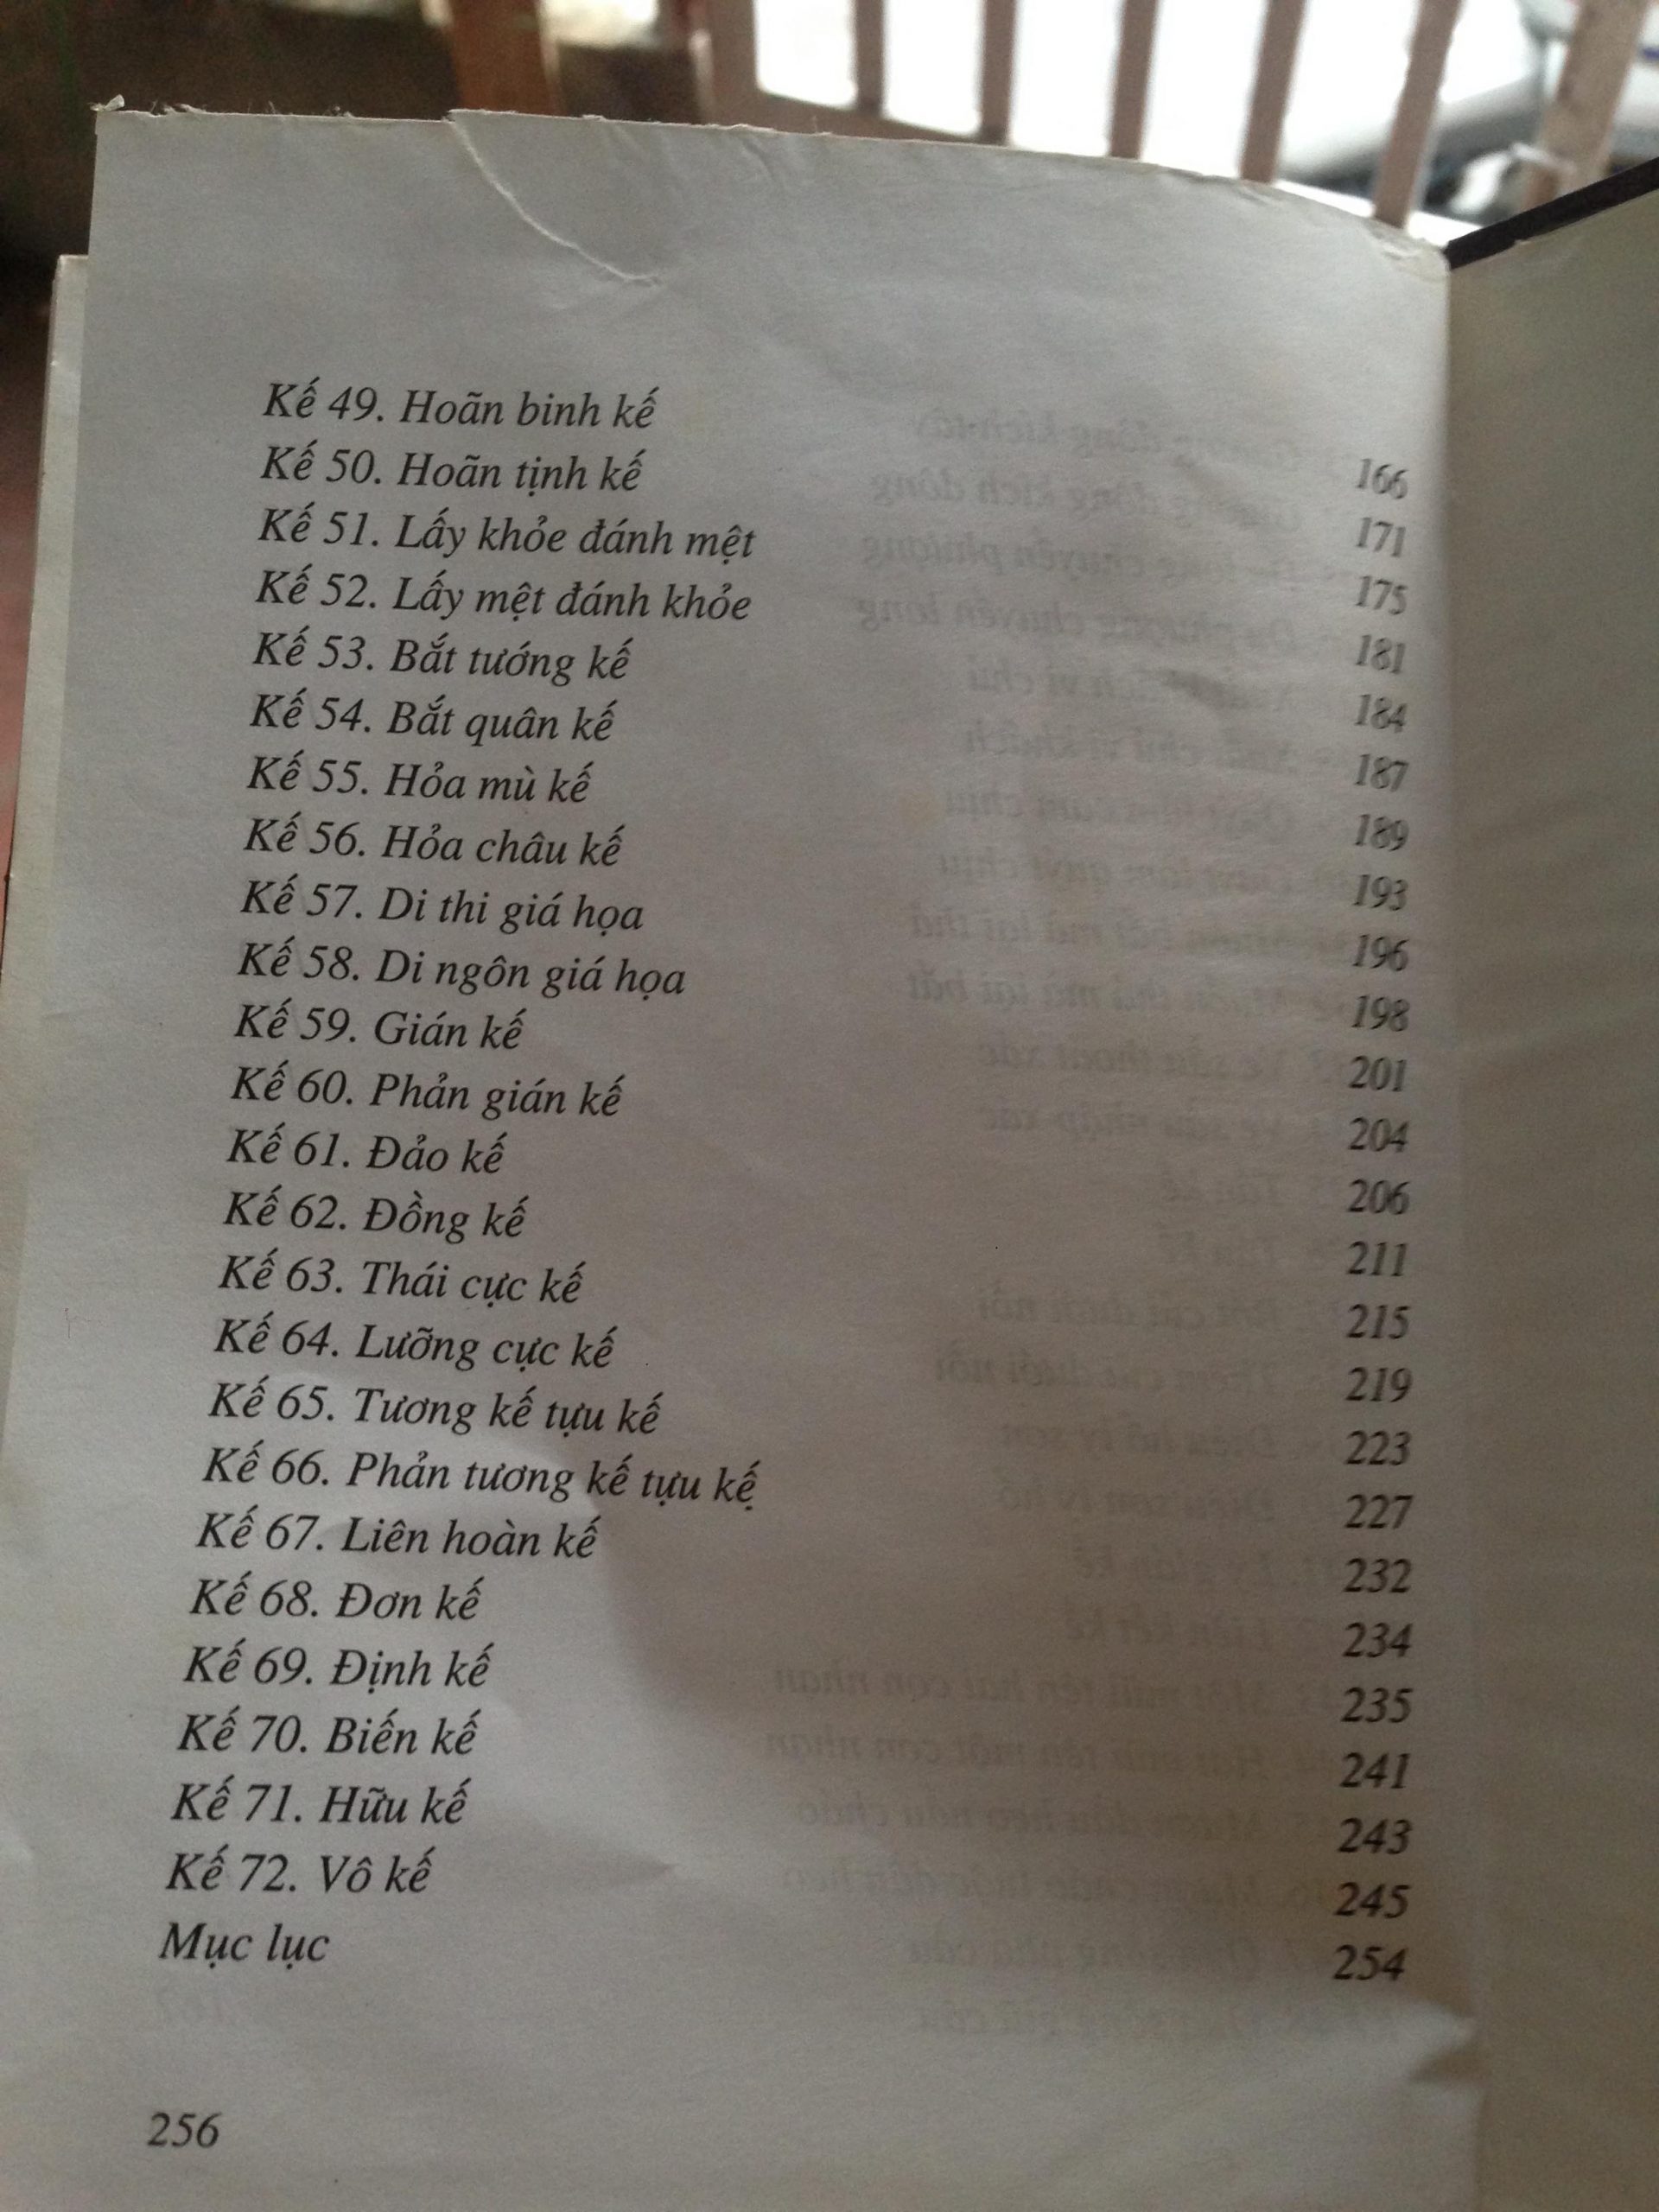 Kế 49. Hoãn binh kế 166
Kế 50. Hoãn tịnh kế 171
Kế 51. Lấy khỏe đánh mệt 175
Kế 52. Lấy mệt đánh khỏe 181
Kế 53. Bắt tướng kế 184
Kế 54. Bắt quân kế 187
Kế 55. Hỏa mù kế 189
Kế 56. Hỏa châu kế 193
Kế 57. Di thi giá họa 196
Kế 58. Di ngôn giá họa 198
Kế 59. Gián kế 201
Kế 60. Phản gián kế 204
Kế 61. Đảo kế 206
Kế 62. Đồng kế 211
Kế 63. Thái cực kế 215
Kế 64. Lưỡng cực kế 219
Kế 65. Tương kế tựu kế 223
Kế 66. Phản tương kế tựu kế 227
Kế 67. Liên hoàn kế 232
Kế 68. Đơn kế 234
Kế 69. Định kế 235
Kế 70. Biến kế 241
Kế 71. Hữu kế 243
Kế 72. Vô kế 245
Mục lục 254
256